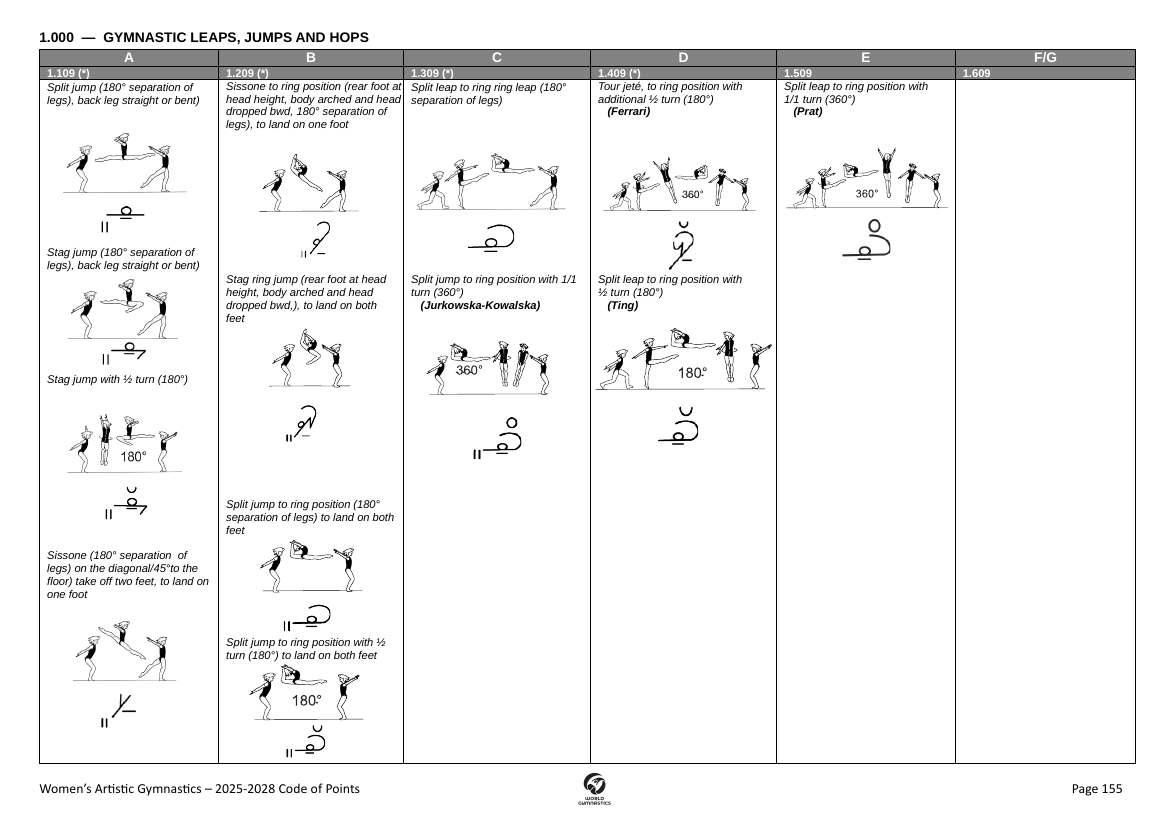 1.000 — GYMNASTIC LEAPS, JUMPS AND HOPS
A B C D E F/G
1.109 (*) 1.209 (*) 1.309 (*) 1.409 (*) 1.509 1.609
Split jump (180° separation of
legs), back leg straight or bent)
Stag jump (180° separation of
legs), back leg straight or bent)
Stag jump with ½ turn (180°)
180°
Sissone (180° separation of
legs) on the diagonal/45°to the
floor) take off two feet, to land on
one foot
Sissone to ring position (rear foot at
head height, body arched and head
dropped bwd, 180° separation of
legs), to land on one foot
Stag ring jump (rear foot at head
height, body arched and head
dropped bwd,), to land on both
feet
Split jump to ring position (180°
separation of legs) to land on both
feet
Split jump to ring position with ½
turn (180°) to land on both feet
180°
Split leap to ring ring leap (180°
separation of legs)
Split jump to ring position with 1/1
turn (360°)
(Jurkowska-Kowalska)
360°
Tour jeté, to ring position with
additional ½ turn (180°)
(Ferrari)
360°
Split leap to ring position with
½ turn (180°)
(Ting)
180°
Split leap to ring position with
1/1 turn (360°)
(Prat)
360°
Women's Artistic Gymnastics – 2025-2028 Code of Points
WORLD
GYMNASTICS
Page 155